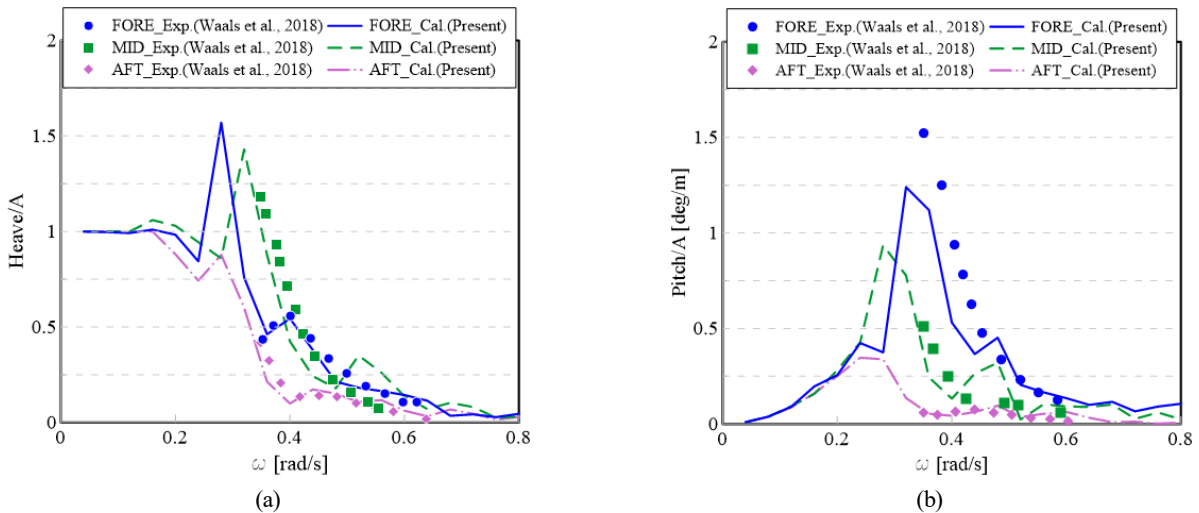 FORE_Exp.(Waals et al., 2018) FORE_Cal.(Present)
MID_Exp.(Waals et al., 2018) MID_Cal.(Present)
AFT_Exp.(Waals et al., 2018) AFT_Cal.(Present)
2
1.5
1
0.5
0
Heave/A
0 0.2 0.4 0.6 0.8
ω [rad/s]
(a)
FORE_Exp.(Waals et al., 2018) FORE_Cal.(Present)
MID_Exp.(Waals et al., 2018) MID_Cal.(Present)
AFT_Exp.(Waals et al., 2018) AFT_Cal.(Present)
2
1.5
1
0.5
0
Pitch/A [deg/m]
0 0.2 0.4 0.6 0.8
ω [rad/s]
(b)